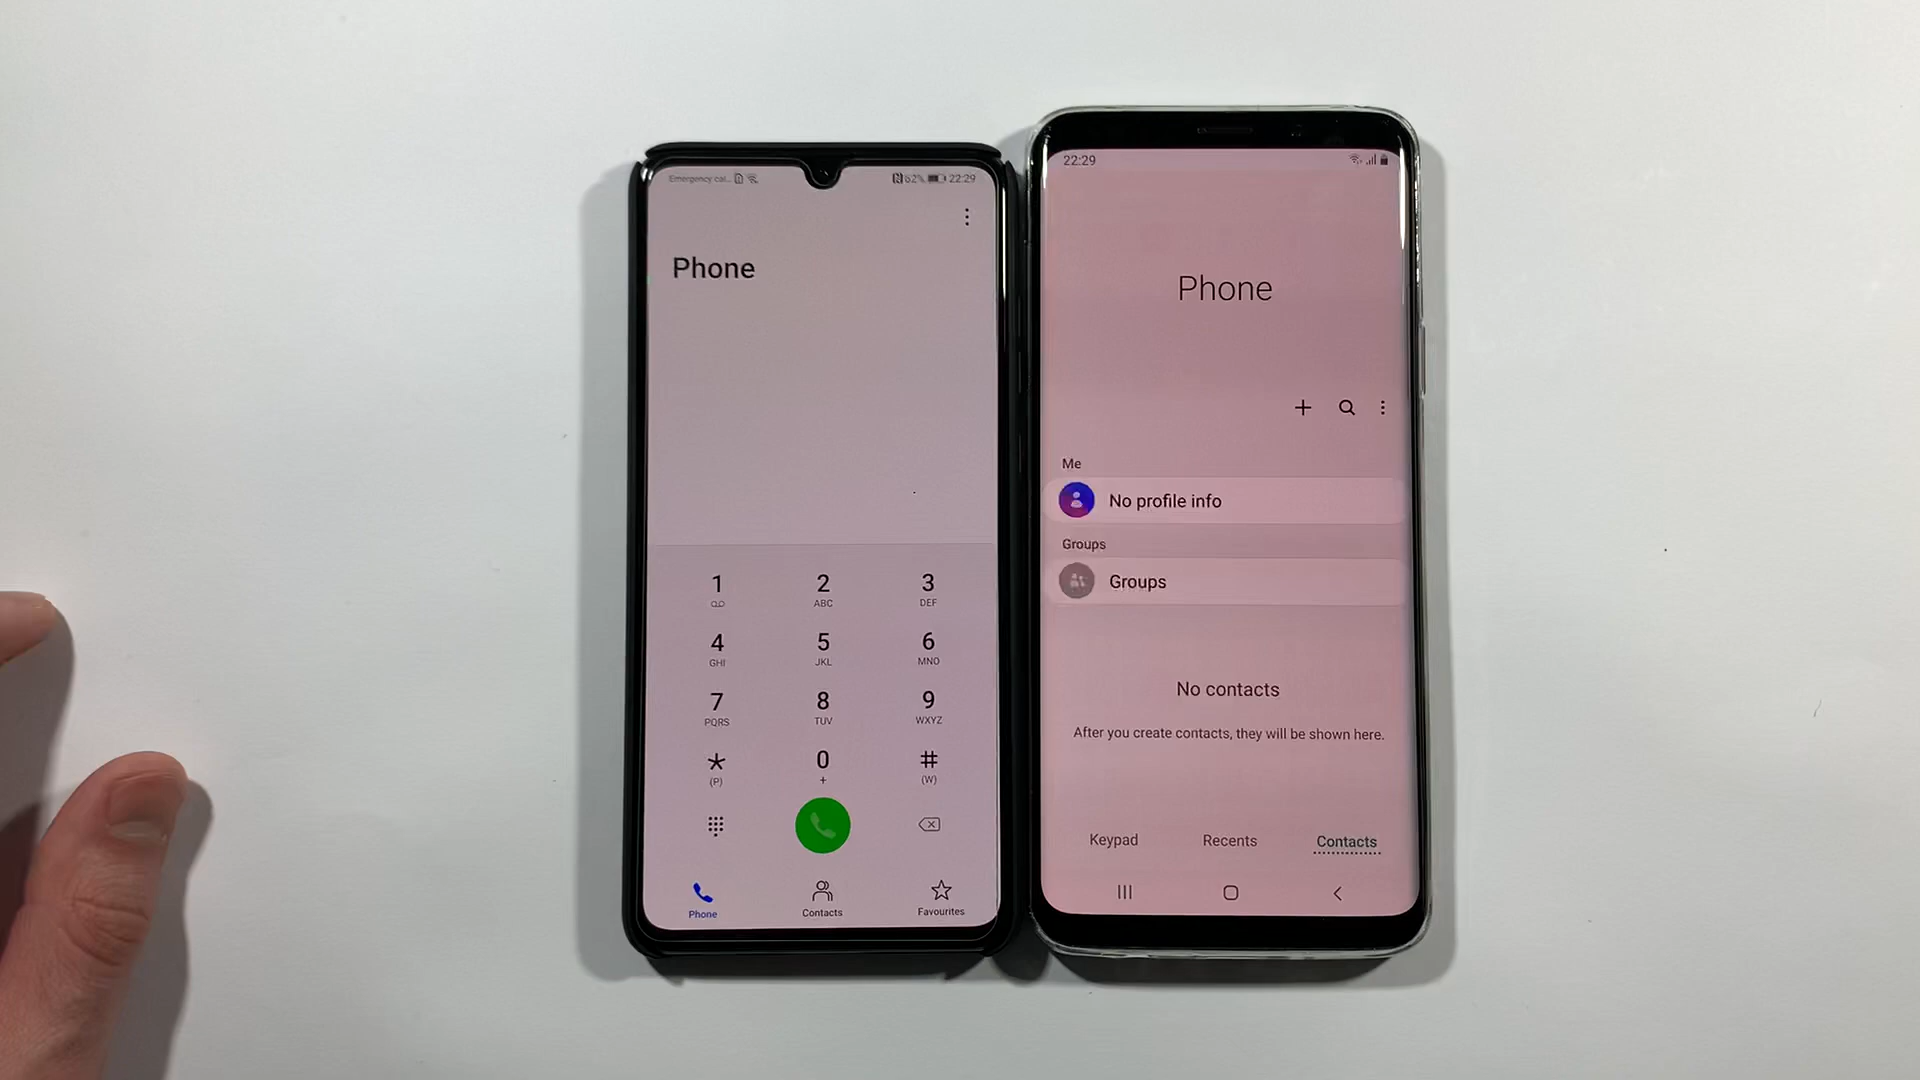 Emergency cal... 62% 22:29
Phone
1 2 3
ABC DEF
4 5 6
GHI JKL MNO
7 8 9
PQRS TUV WXYZ
* 0 #
(P) + (W)
Phone Contacts Favourites
22:29
Phone
Me
No profile info
Groups
Groups
No contacts
After you create contacts, they will be shown here.
Keypad Recents Contacts